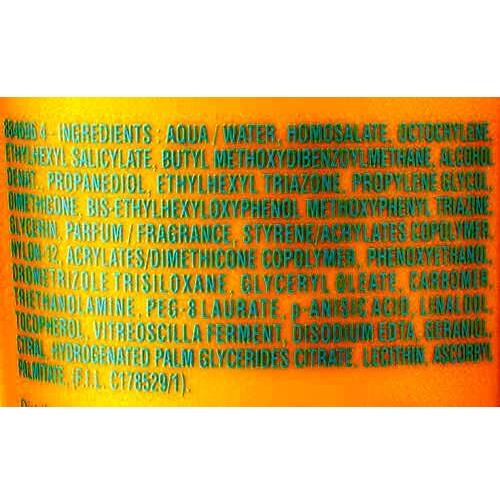 884696 4 - INGREDIENTS : AQUA / WATER, HOMOSALATE, OCTOCRYLENE,
ETHYLHEXYL SALICYLATE, BUTYL METHOXYDIBENZOYLMETHANE, ALCOHOL
DENAT., PROPANEDIOL, ETHYLHEXYL TRIAZONE, PROPYLENE GLYCOL,
DIMETHICONE, BIS-ETHYLHEXYLOXYPHENOL METHOXYPHENYL TRIAZINE,
GLYCERIN, PARFUM / FRAGRANCE, STYRENE/ACRYLATES COPOLYMER,
NYLON-12, ACRYLATES/DIMETHICONE COPOLYMER, PHENOXYETHANOL,
DROMETRIZOLE TRISILOXANE, GLYCERYL OLEATE, CARBOMER,
TRIETHANOLAMINE, PEG-8 LAURATE, p-ANISIC ACID, LINALOOL,
TOCOPHEROL, VITREOSCILLA FERMENT, DISODIUM EDTA, GERANIOL,
CITRAL, HYDROGENATED PALM GLYCERIDES CITRATE, LECITHIN, ASCORBYL
PALMITATE, (F.I.L. C178529/1).